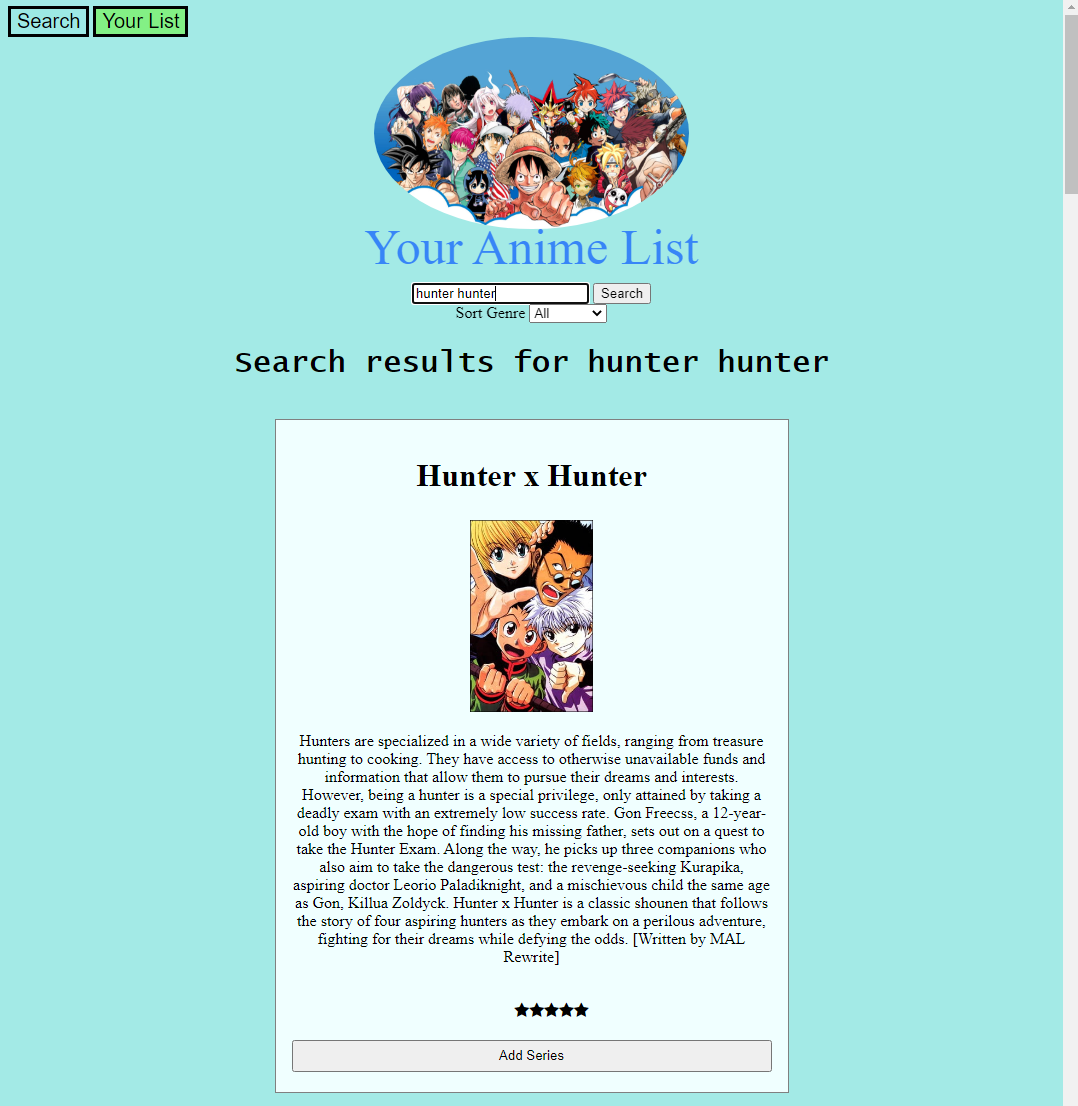 Search Your List
Your Anime List
hunter hunter Search
Sort Genre All
Search results for hunter hunter
Hunter x Hunter
Hunters are specialized in a wide variety of fields, ranging from treasure
hunting to cooking. They have access to otherwise unavailable funds and
information that allow them to pursue their dreams and interests.
However, being a hunter is a special privilege, only attained by taking a
deadly exam with an extremely low success rate. Gon Freecss, a 12-year-
old boy with the hope of finding his missing father, sets out on a quest to
take the Hunter Exam. Along the way, he picks up three companions who
also aim to take the dangerous test: the revenge-seeking Kurapika,
aspiring doctor Leorio Paladiknight, and a mischievous child the same age
as Gon, Killua Zoldyck. Hunter x Hunter is a classic shounen that follows
the story of four aspiring hunters as they embark on a perilous adventure,
fighting for their dreams while defying the odds. [Written by MAL
Rewrite]
Add Series